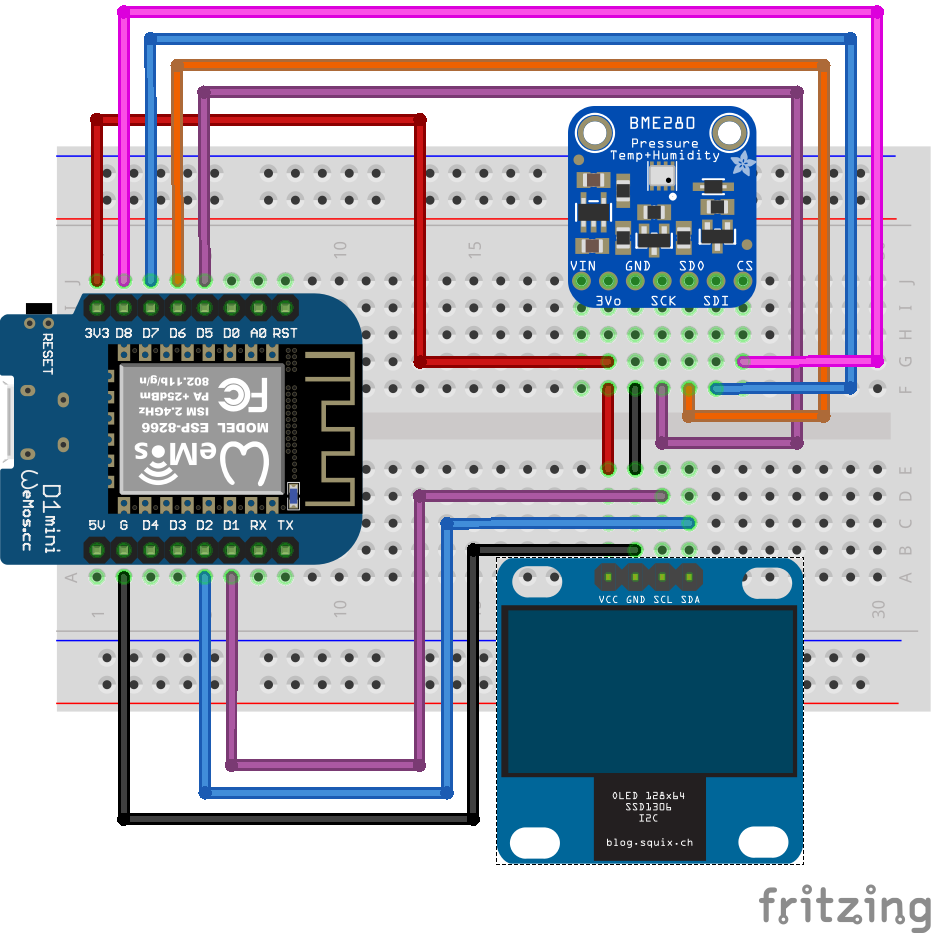 BME280
Pressure
Temp+Humidity
VIN GND SDO CS
3Vo SCK SDI
10 15
J J
I
H
G
F
E
D
C
B
A A
3V3 D8 D7 D6 D5 D0 A0 RST
RESET
802.11b/g/n
PA +25dBm
ISM 2.4GHz
MODEL ESP-8266
FC
WeMos
D1mini
WeMos.cc
5V G D4 D3 D2 D1 RX TX
1 10 30
VCC GND SCL SDA
OLED 128x64
SSD1306
I2C
blog.squix.ch
fritzing